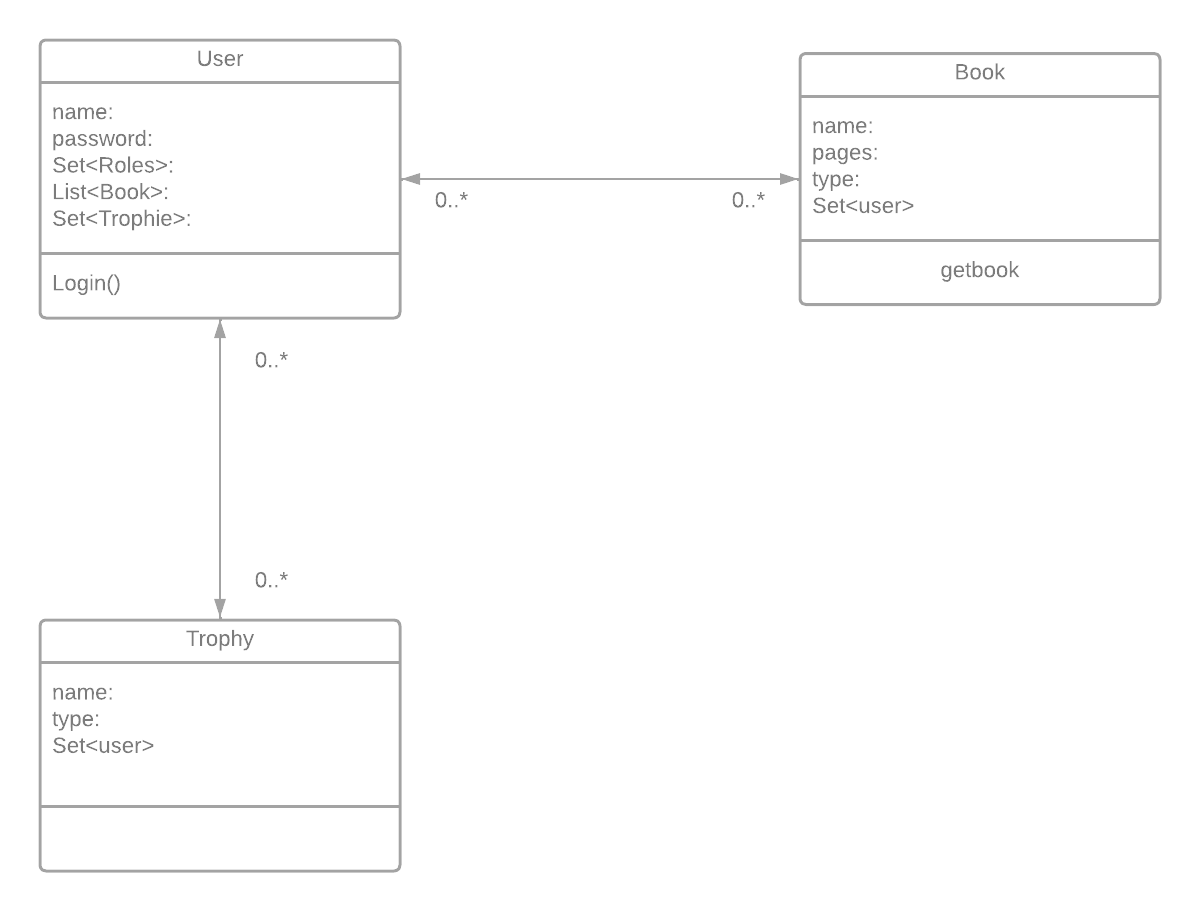 User
name:
password:
Set<Roles>:
List<Book>:
Set<Trophie>:
Login()
Book
name:
pages:
type:
Set<user>
getbook
0..*
0..*
0..*
0..*
Trophy
name:
type:
Set<user>